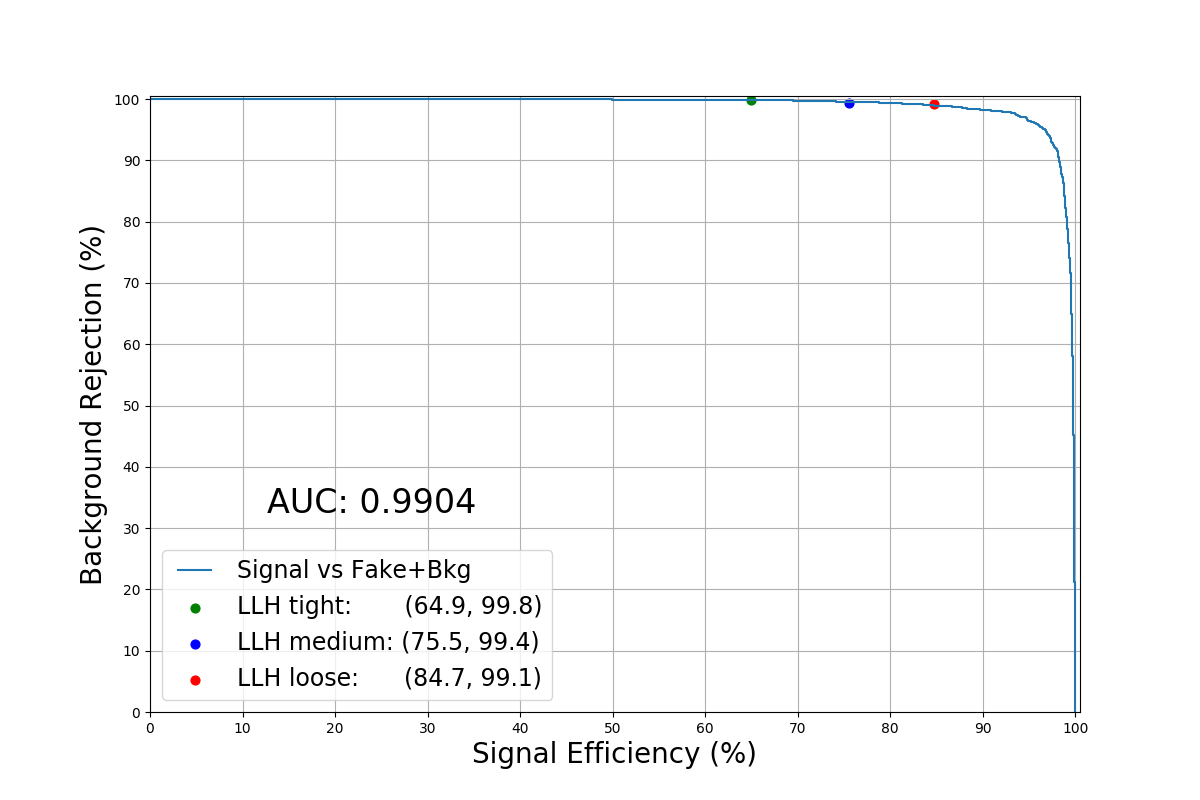 100
90
80
70
60
50
40
30
20
10
0
Background Rejection (%)
AUC: 0.9904
Signal vs Fake+Bkg
LLH tight: (64.9, 99.8)
LLH medium: (75.5, 99.4)
LLH loose: (84.7, 99.1)
0 10 20 30 40 50 60 70 80 90 100
Signal Efficiency (%)